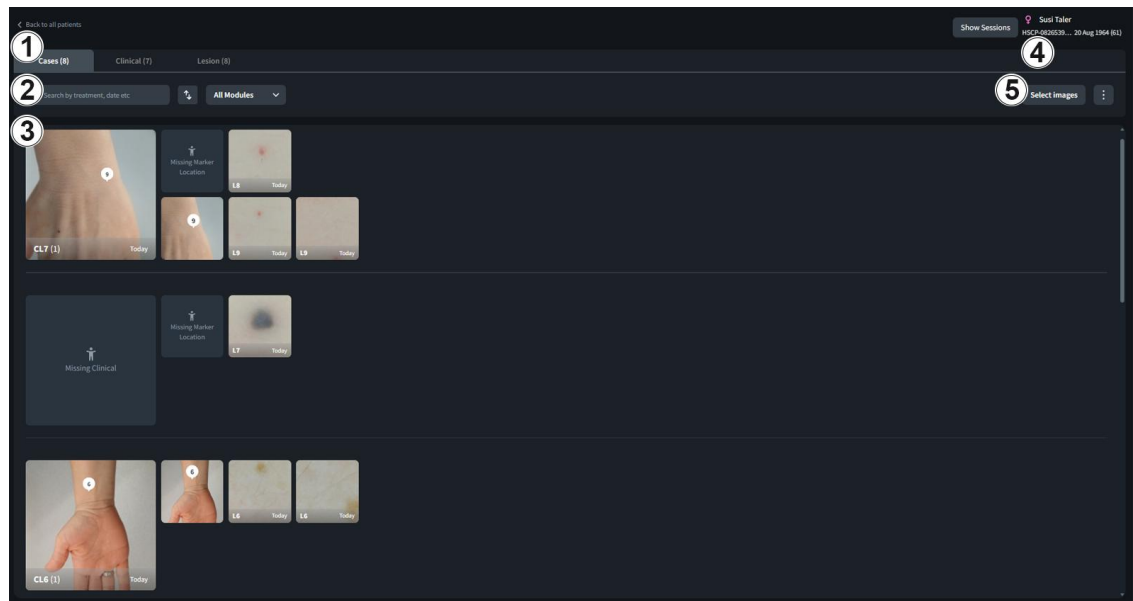 Back to all patients
Show Sessions
Susi Taler
HSCP-0826539... 20 Aug 1964 (61)
1
4
Cases (8)
Clinical (7)
Lesion (8)
2
Search by treatment, date etc
All Modules
5
Select images
3
9
Missing Marker
Location
L8 Today
9
CL7 (1) Today
L9 Today
L9 Today
Missing Marker
Location
L7 Today
Missing Clinical
6
6
L6 Today
L6 Today
CL6 (1) Today